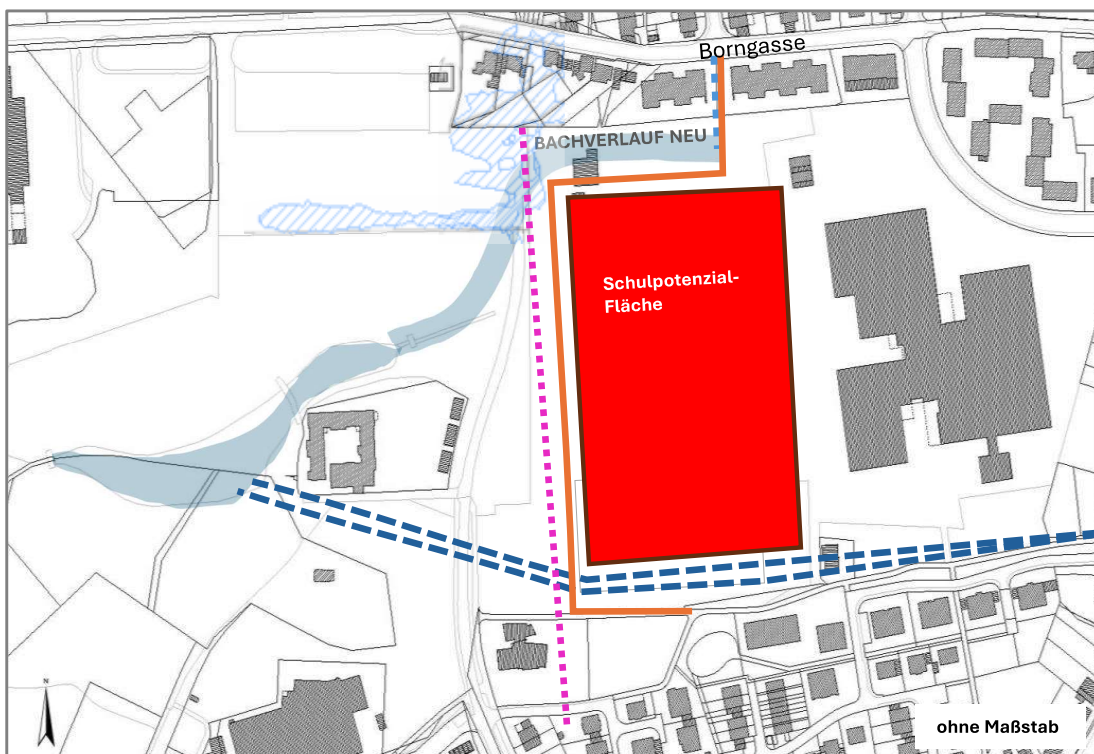 Borngasse
BACHVERLAUF NEU
Schulpotenzial-
Fläche
N
ohne Maßstab